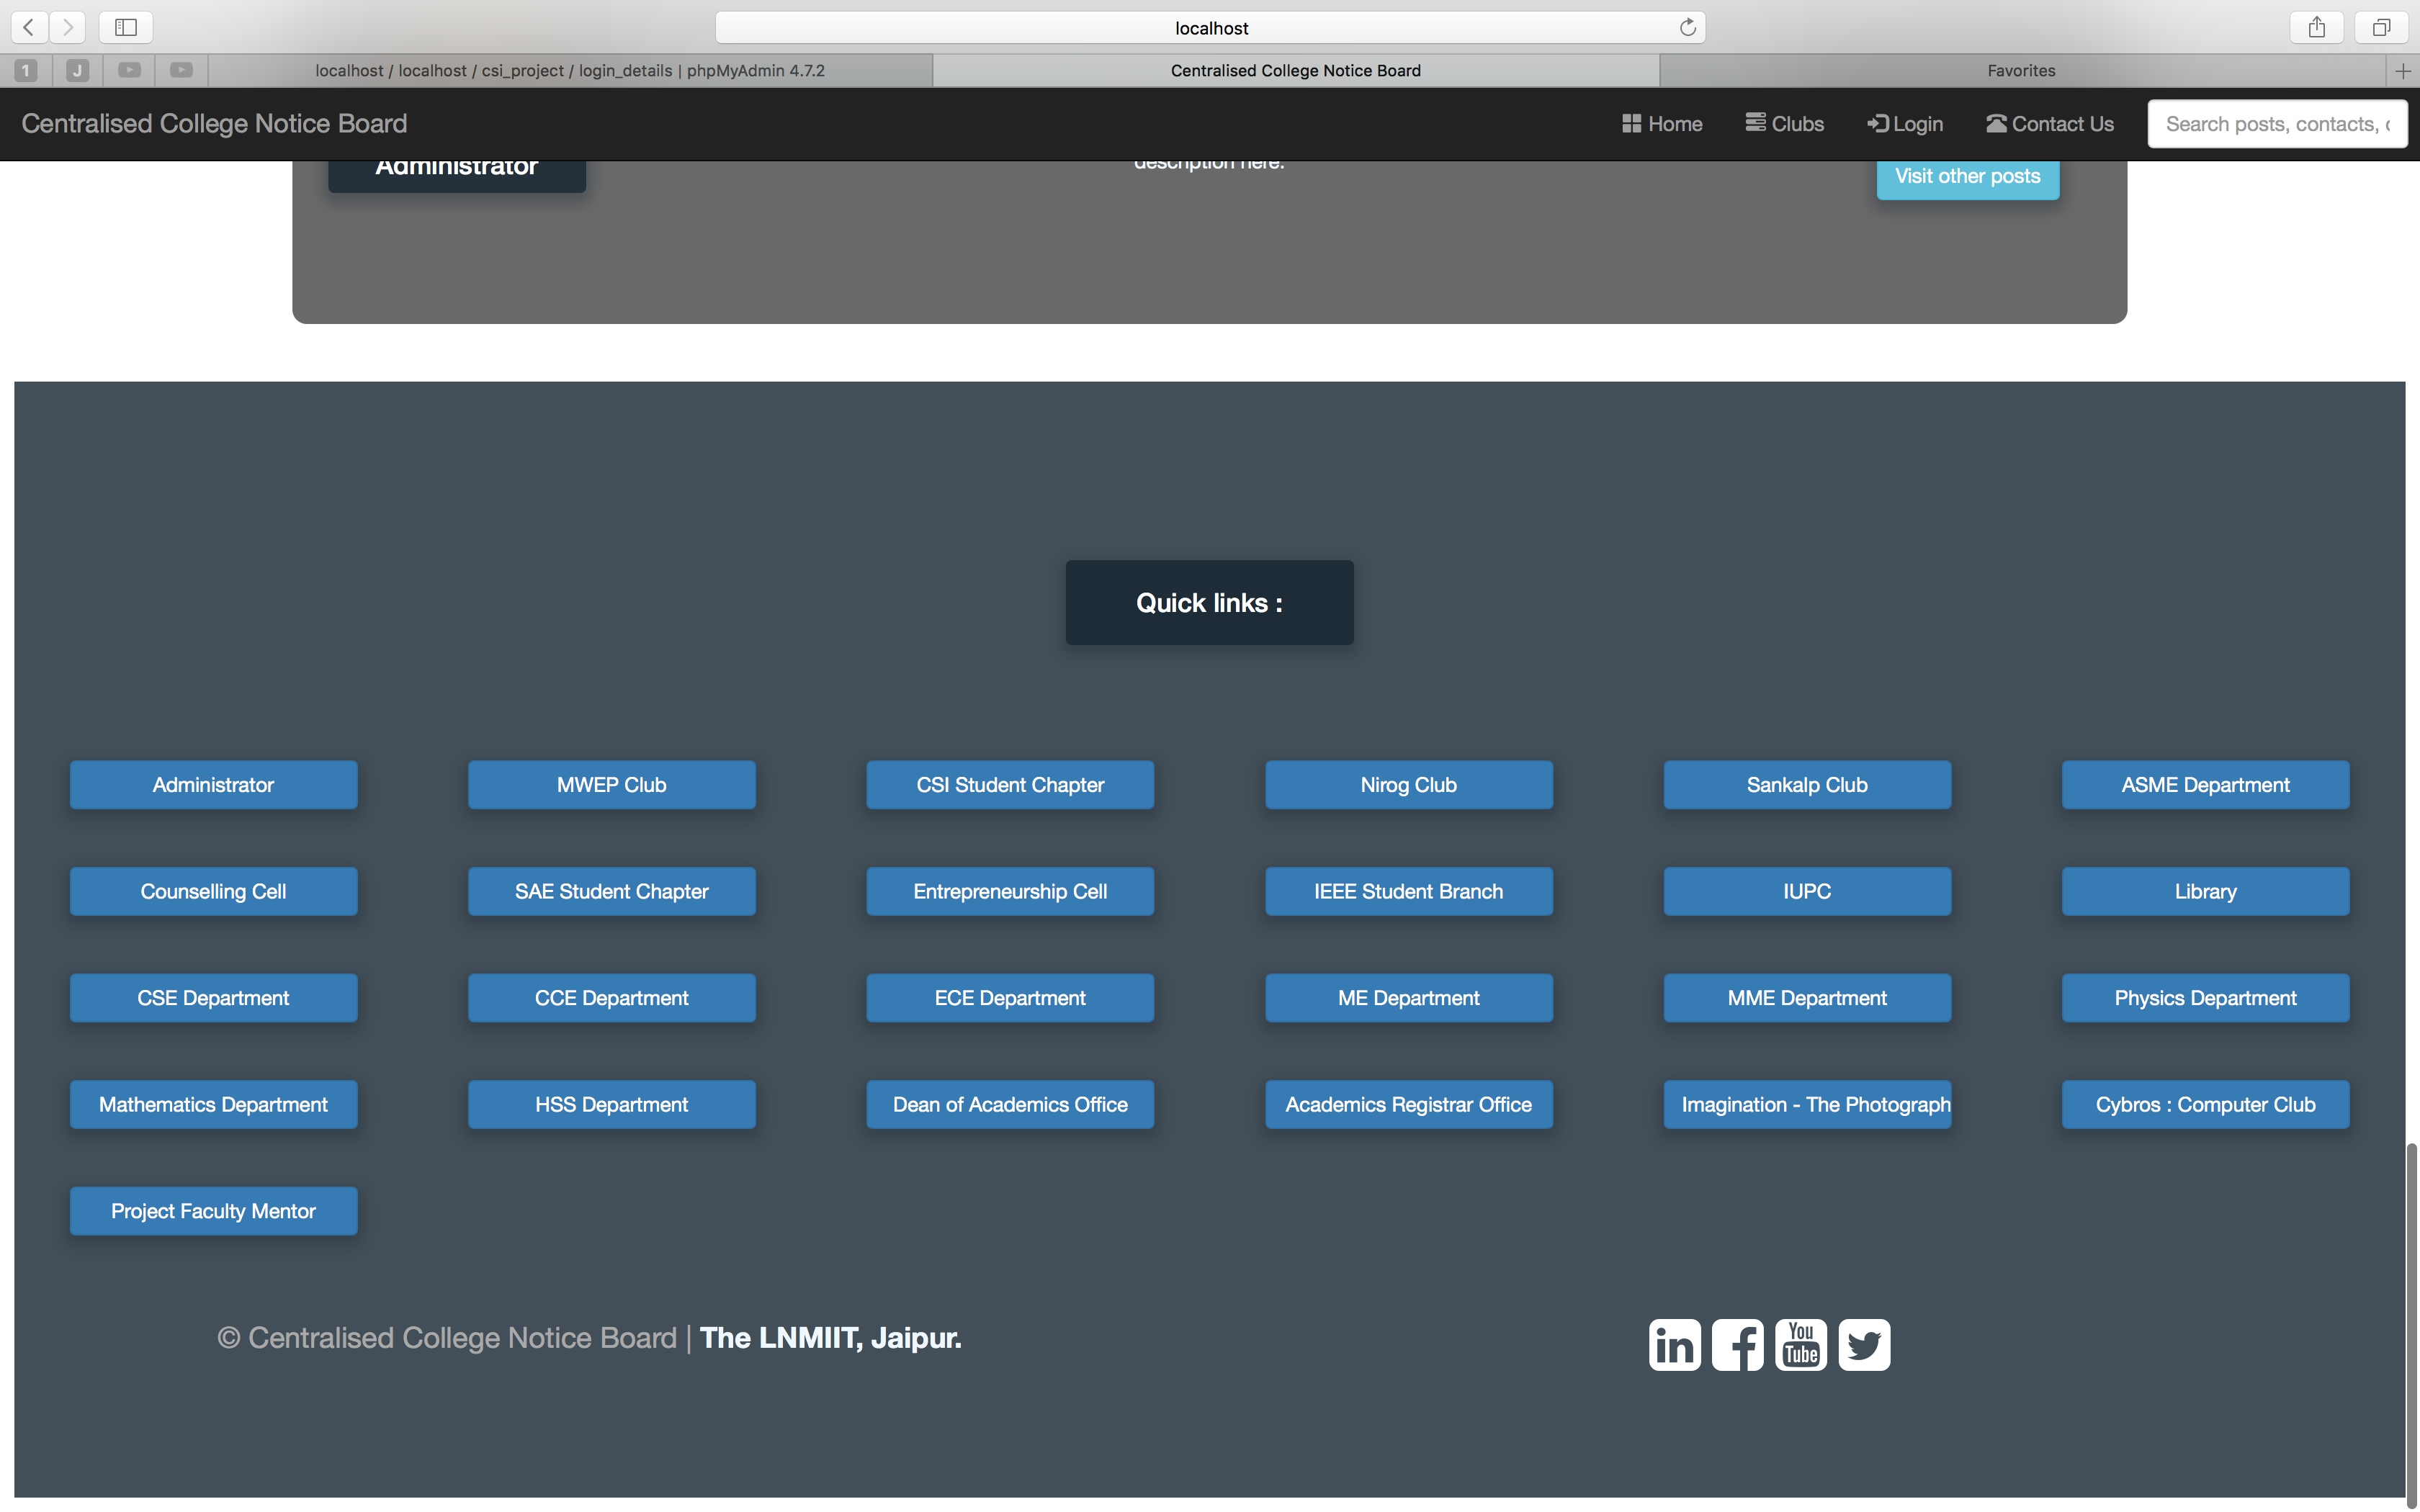 localhost
1
J
localhost / localhost / csi_project / login_details | phpMyAdmin 4.7.2
Centralised College Notice Board
Favorites
Centralised College Notice Board
Home
Clubs
Login
Contact Us
Search posts, contacts, c
Administrator
description here.
Visit other posts
Quick links :
Administrator
MWEP Club
CSI Student Chapter
Nirog Club
Sankalp Club
ASME Department
Counselling Cell
SAE Student Chapter
Entrepreneurship Cell
IEEE Student Branch
IUPC
Library
CSE Department
CCE Department
ECE Department
ME Department
MME Department
Physics Department
Mathematics Department
HSS Department
Dean of Academics Office
Academics Registrar Office
Imagination - The Photograph
Cybros : Computer Club
Project Faculty Mentor
© Centralised College Notice Board | The LNMIIT, Jaipur.
in
f
You
Tube